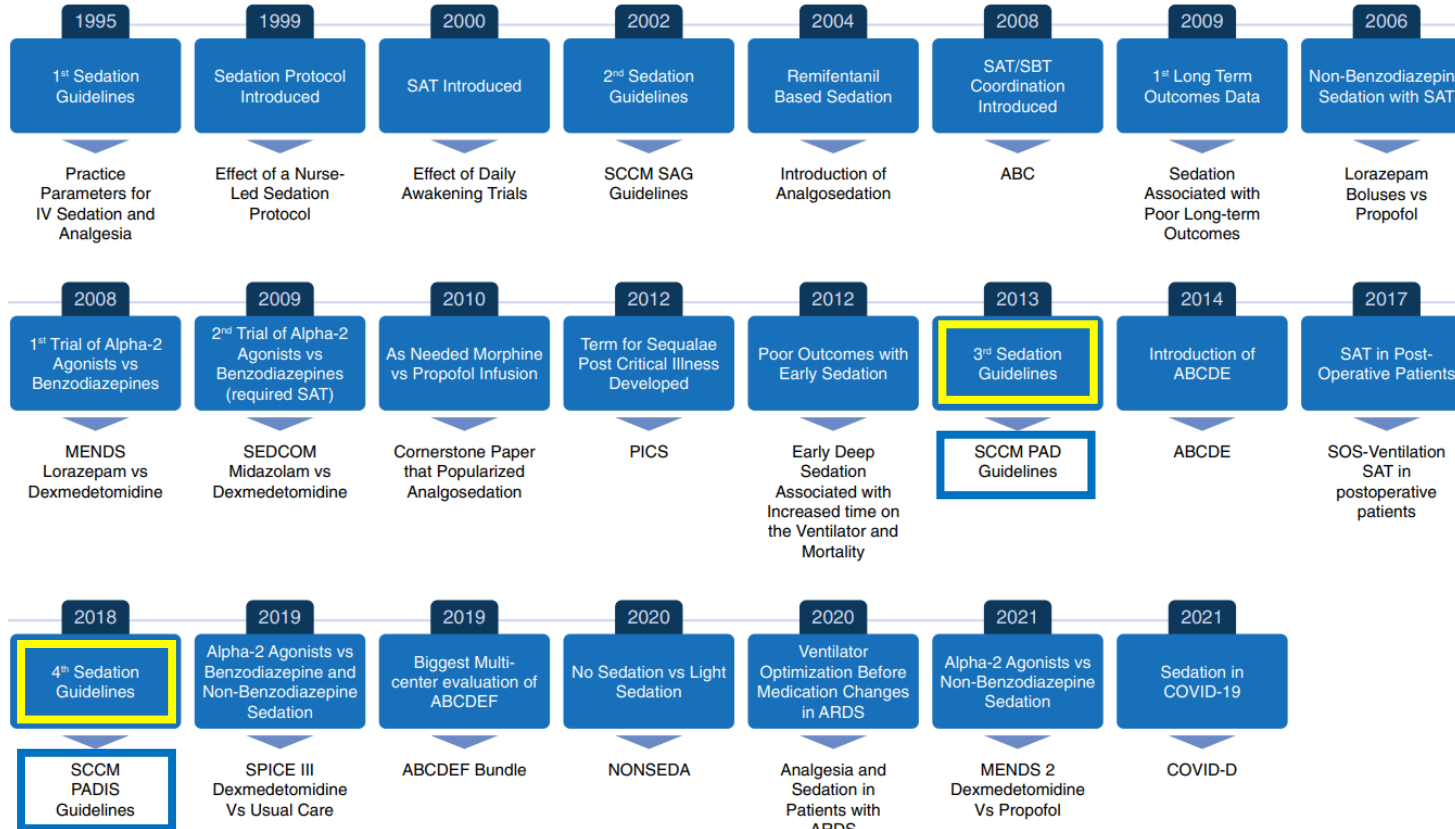 1995
1999
2000
2002
2004
2008
2009
2006
1st Sedation
Guidelines
Sedation Protocol
Introduced
SAT Introduced
2nd Sedation
Guidelines
Remifentanil
Based Sedation
SAT/SBT
Coordination
Introduced
1st Long Term
Outcomes Data
Non-Benzodiazepin
Sedation with SAT
Practice
Parameters for
IV Sedation and
Analgesia
Effect of a Nurse-
Led Sedation
Protocol
Effect of Daily
Awakening Trials
SCCM SAG
Guidelines
Introduction of
Analgosedation
ABC
Sedation
Associated with
Poor Long-term
Outcomes
Lorazepam
Boluses vs
Propofol
2008
2009
2010
2012
2012
2013
2014
2017
1st Trial of Alpha-2
Agonists vs
Benzodiazepines
2nd Trial of Alpha-2
Agonists vs
Benzodiazepines
(required SAT)
As Needed Morphine
vs Propofol Infusion
Term for Sequalae
Post Critical Illness
Developed
Poor Outcomes with
Early Sedation
3rd Sedation
Guidelines
Introduction of
ABCDE
SAT in Post-
Operative Patients
MENDS
Lorazepam vs
Dexmedetomidine
SEDCOM
Midazolam vs
Dexmedetomidine
Cornerstone Paper
that Popularized
Analgosedation
PICS
Early Deep
Sedation
Associated with
Increased time on
the Ventilator and
Mortality
SCCM PAD
Guidelines
ABCDE
SOS-Ventilation
SAT in
postoperative
patients
2018
2019
2019
2020
2020
2021
2021
4th Sedation
Guidelines
Alpha-2 Agonists vs
Benzodiazepine and
Non-Benzodiazepine
Sedation
Biggest Multi-
center evaluation of
ABCDEF
No Sedation vs Light
Sedation
Ventilator
Optimization Before
Medication Changes
in ARDS
Alpha-2 Agonists vs
Non-Benzodiazepine
Sedation
Sedation in
COVID-19
SCCM
PADIS
Guidelines
SPICE III
Dexmedetomidine
Vs Usual Care
ABCDEF Bundle
NONSEDA
Analgesia and
Sedation in
Patients with
ARDS
MENDS 2
Dexmedetomidine
Vs Propofol
COVID-D